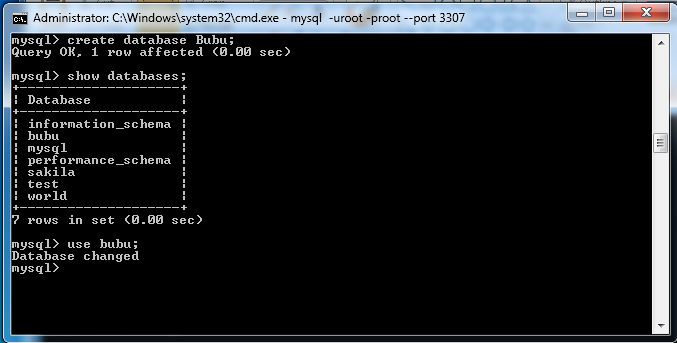 Administrator: C:\Windows\system32\cmd.exe - mysql -uroot -proot --port 3307
mysql> create database Bubu;
Query OK, 1 row affected (0.00 sec)
mysql> show databases;
+--------------------+
| Database           |
+--------------------+
| information_schema |
| bubu               |
| mysql              |
| performance_schema |
| sakila             |
| test               |
| world              |
+--------------------+
7 rows in set (0.00 sec)
mysql> use bubu;
Database changed
mysql>